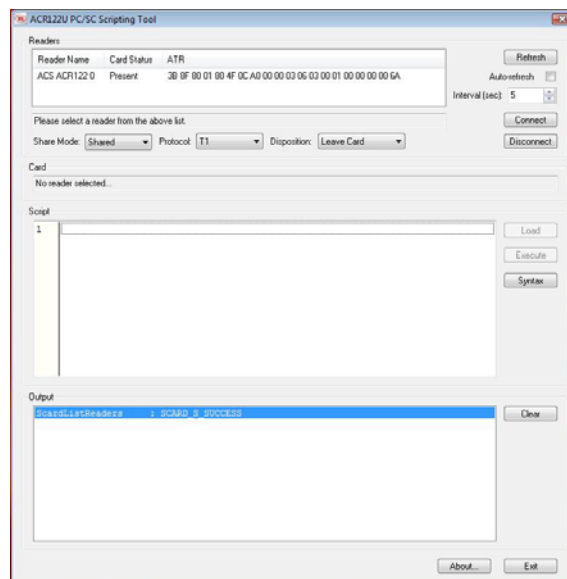 ACR122U PC/SC Scripting Tool
Readers
Reader Name Card Status ATR
ACS ACR122 0 Present 3B 8F 80 01 80 4F 0C A0 00 00 03 06 03 00 01 00 00 00 00 6A
Refresh
Auto-refresh
Interval (sec): 5
Please select a reader from the above list.
Connect
Share Mode: Shared Protocol: T1 Disposition: Leave Card
Disconnect
Card
No reader selected...
Script
1
Load
Execute
Syntax
Output
ScardListReaders : SCARD_S_SUCCESS
Clear
About... Exit